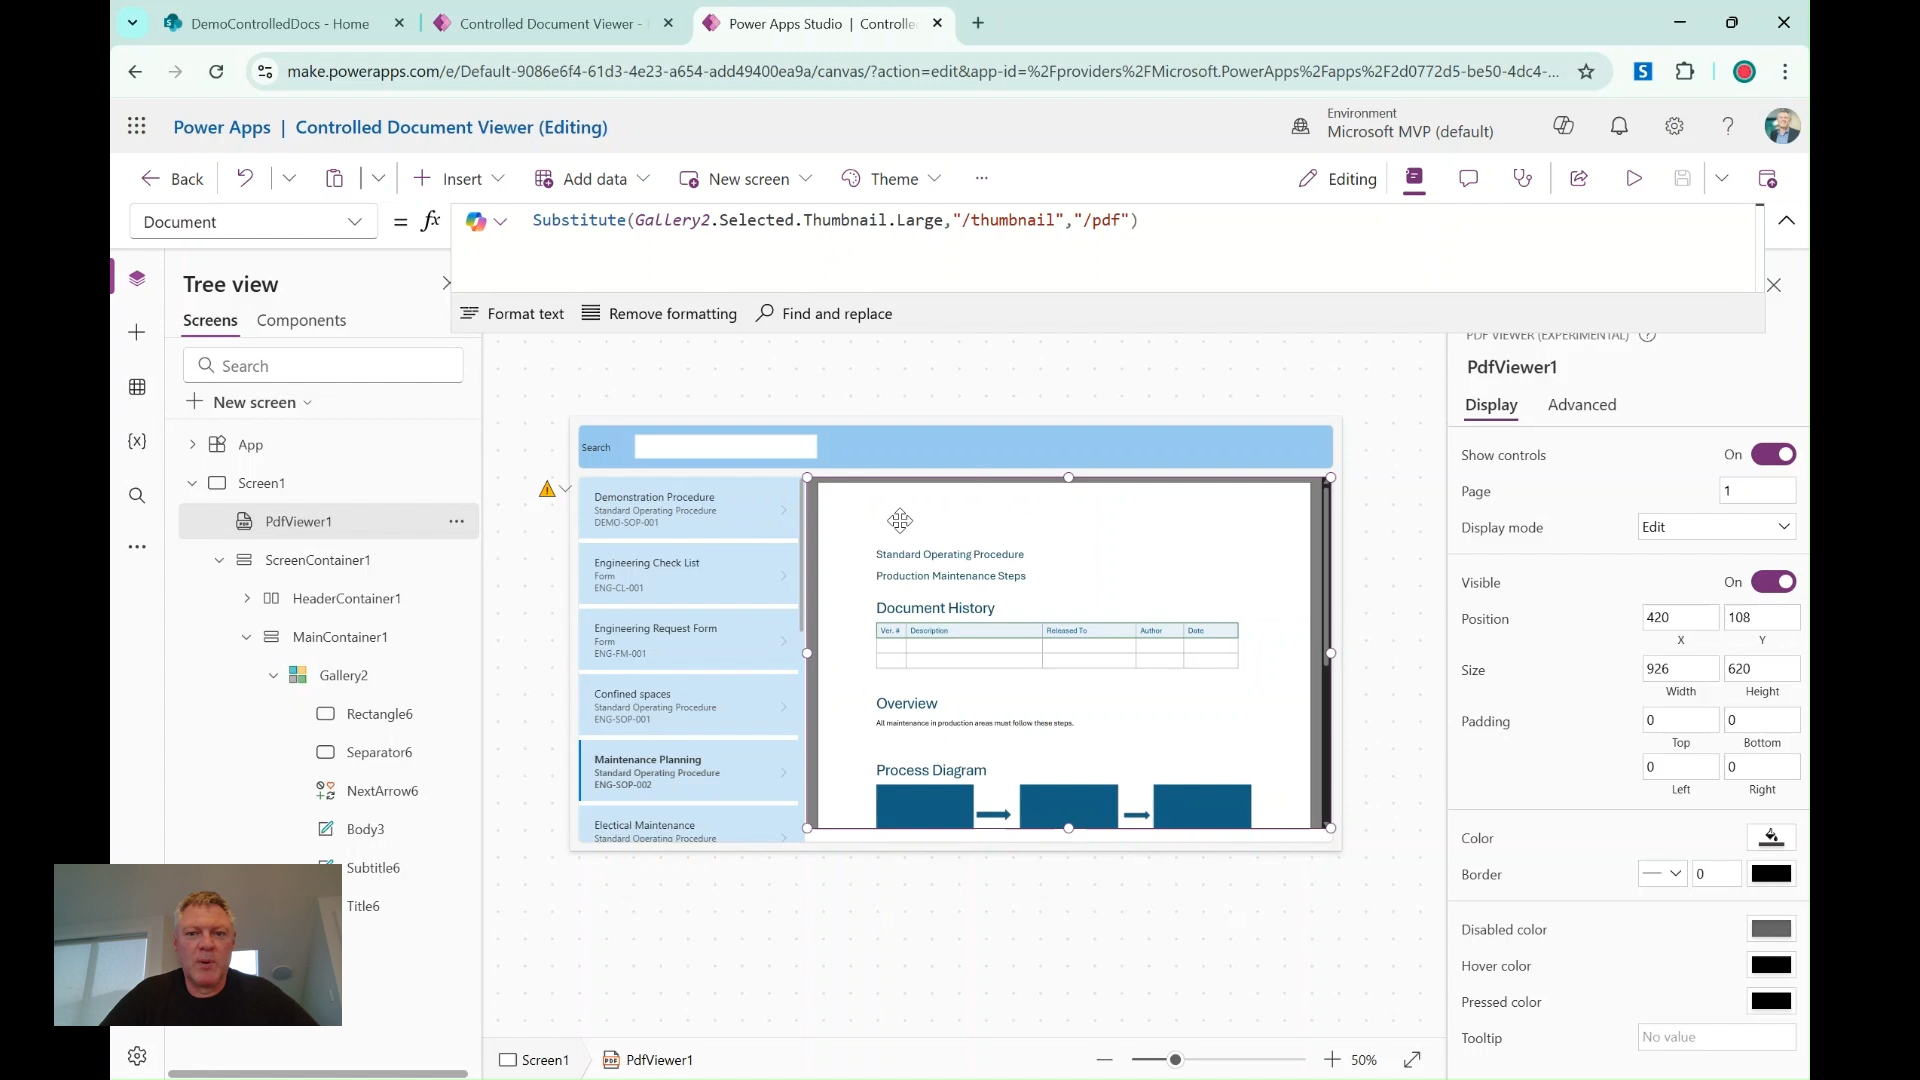 DemoControlledDocs - Home
Controlled Document Viewer -
Power Apps Studio | Controlle
make.powerapps.com/e/Default-9086e6f4-61d3-4e23-a654-add49400ea9a/canvas/?action=edit&app-id=%2Fproviders%2FMicrosoft.PowerApps%2Fapps%2F2d0772d5-be50-4dc4-...
Power Apps | Controlled Document Viewer (Editing)
Environment
Microsoft MVP (default)
Back
Insert
Add data
New screen
Theme
Editing
Document
= fx
Substitute(Gallery2.Selected.Thumbnail.Large,"/thumbnail","/pdf")
Format text
Remove formatting
Find and replace
Tree view
Screens
Components
Search
New screen
App
Screen1
PdfViewer1
ScreenContainer1
HeaderContainer1
MainContainer1
Gallery2
Rectangle6
Separator6
NextArrow6
Body3
Subtitle6
Title6
Search
Demonstration Procedure
Standard Operating Procedure
DEMO-SOP-001
Engineering Check List
Form
ENG-CL-001
Engineering Request Form
Form
ENG-FM-001
Confined spaces
Standard Operating Procedure
ENG-SOP-001
Maintenance Planning
Standard Operating Procedure
ENG-SOP-002
Electical Maintenance
Standard Operating Procedure
Standard Operating Procedure
Production Maintenance Steps
Document History
Ver. # Description Released To Author Date
Overview
All maintenance in production areas must follow these steps.
Process Diagram
PDF VIEWER (EXPERIMENTAL)
PdfViewer1
Display
Advanced
Show controls On
Page 1
Display mode Edit
Visible On
Position 420 108
X Y
Size 926 620
Width Height
Padding 0 0
Top Bottom
0 0
Left Right
Color
Border 0
Disabled color
Hover color
Pressed color
Tooltip No value
Screen1
PdfViewer1
50%